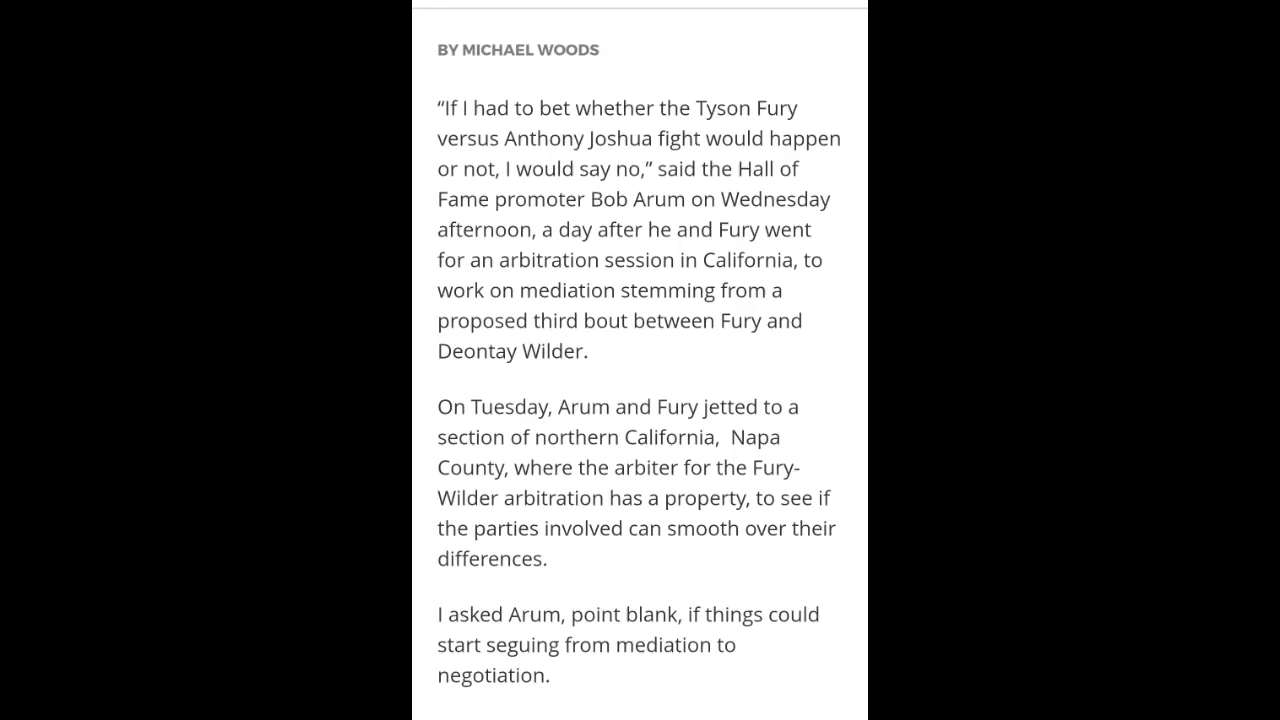 BY MICHAEL WOODS
“If I had to bet whether the Tyson Fury
versus Anthony Joshua fight would happen
or not, I would say no,” said the Hall of
Fame promoter Bob Arum on Wednesday
afternoon, a day after he and Fury went
for an arbitration session in California, to
work on mediation stemming from a
proposed third bout between Fury and
Deontay Wilder.
On Tuesday, Arum and Fury jetted to a
section of northern California,  Napa
County, where the arbiter for the Fury-
Wilder arbitration has a property, to see if
the parties involved can smooth over their
differences.
I asked Arum, point blank, if things could
start seguing from mediation to
negotiation.